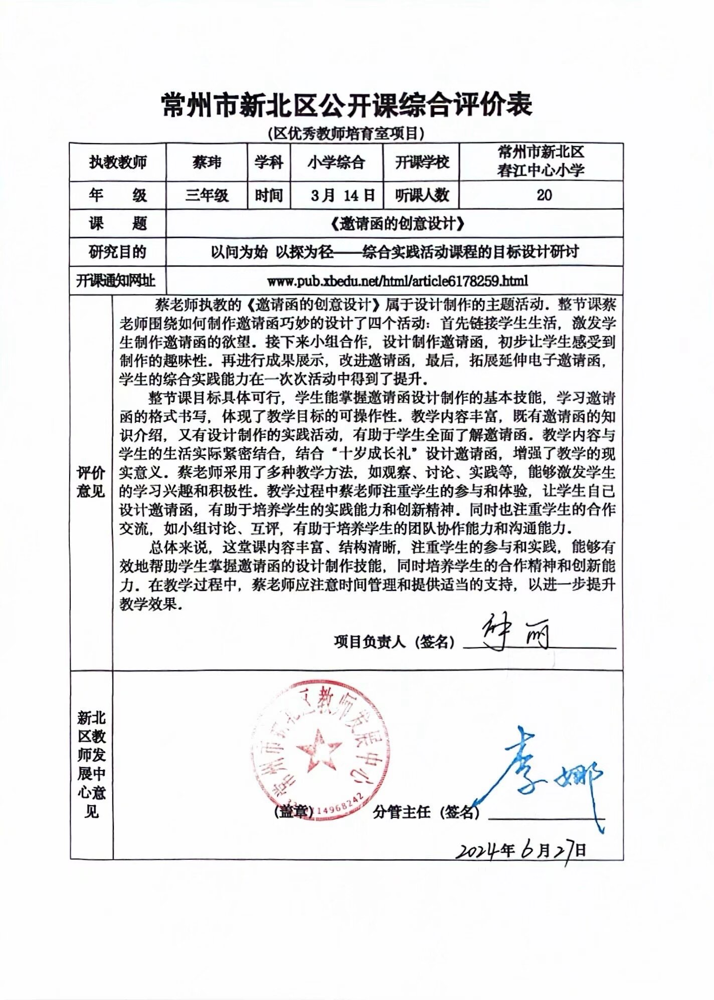 常州市新北区公开课综合评价表
(区优秀教师培育室项目)
执教教师 蔡玮 学科 小学综合 开课学校 常州市新北区
春江中心小学
年 级 三年级 时间 3月 14日 听课人数 20
课 题 《邀请函的创意设计》
研究目的 以问为始 以探为径——综合实践活动课程的目标设计研讨
开课通知网址 www.pub.xbedu.net/html/article6178259.html
评价
意见
蔡老师执教的《邀请函的创意设计》属于设计制作的主题活动. 整节课蔡
老师围绕如何制作邀请函巧妙的设计了四个活动: 首先链接学生生活, 激发学
生制作邀请函的欲望. 接下来小组合作, 设计制作邀请函, 初步让学生感受到
制作的趣味性. 再进行成果展示, 改进邀请函, 最后, 拓展延伸电子邀请函,
学生的综合实践能力在一次次活动中得到了提升.
整节课目标具体可行, 学生能掌握邀请函设计制作的基本技能, 学习邀请
函的格式书写, 体现了教学目标的可操作性. 教学内容丰富, 既有邀请函的知
识介绍, 又有设计制作的实践活动, 有助于学生全面了解邀请函. 教学内容与
学生的生活实际紧密结合, 结合“十岁成长礼”设计邀请函, 增强了教学的现
实意义. 蔡老师采用了多种教学方法, 如观察、讨论、实践等, 能够激发学生
的学习兴趣和积极性. 教学过程中蔡老师注重学生的参与和体验, 让学生自己
设计邀请函, 有助于培养学生的实践能力和创新精神. 同时也注重学生的合作
交流, 如小组讨论、互评, 有助于培养学生的团队协作能力和沟通能力.
总体来说, 这堂课内容丰富、结构清晰, 注重学生的参与和实践, 能够有
效地帮助学生掌握邀请函的设计制作技能, 同时培养学生的合作精神和创新能
力. 在教学过程中, 蔡老师应注意时间管理和提供适当的支持, 以进一步提升
教学效果.
项目负责人 (签名) 丽
新北
区教
师发
展中
心意
见
常州市新北区教师发展中心
(盖章) 分管主任 (签名) 李娜
2024年6月27日